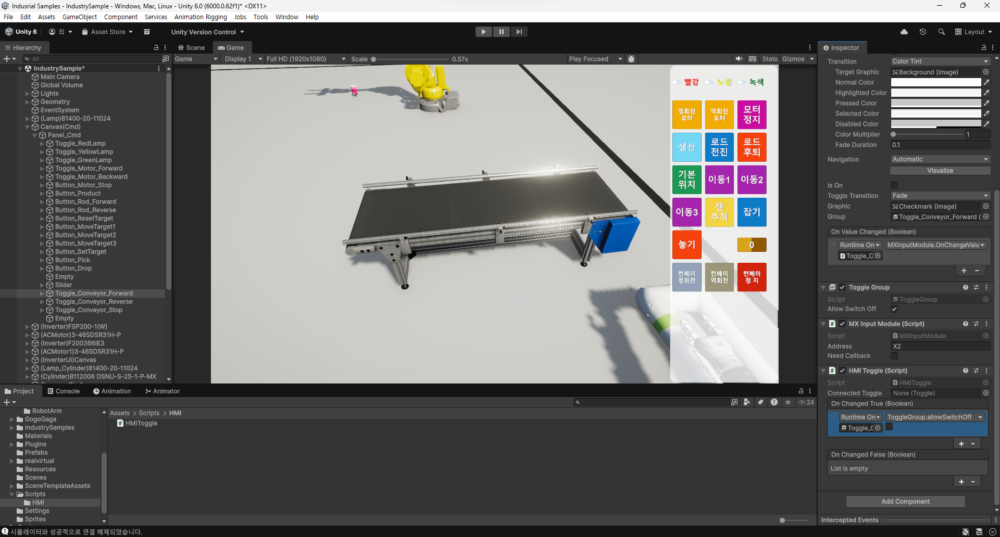 Indusrial Samples - IndustrySample - Windows, Mac, Linux - Unity 6.0 (6000.0.62f1)* <DX11>
File Edit Assets GameObject Component Services Animation Rigging Jobs Tools Window Help
Unity 6 최 Asset Store Unity Version Control Layout
Hierarchy
All
IndustrySample*
Main Camera
Global Volume
Lights
Geometry
EventSystem
(Lamp)81400-20-11024
Canvas(Cmd)
Panel_Cmd
Toggle_RedLamp
Toggle_YellowLamp
Toggle_GreenLamp
Toggle_Motor_Forward
Toggle_Motor_Backward
Button_Motor_Stop
Button_Product
Button_Rod_Forward
Button_Rod_Reverse
Button_ResetTarget
Button_MoveTarget1
Button_MoveTarget2
Button_MoveTarget3
Button_SetTarget
Button_Pick
Button_Drop
Empty
Slider
Toggle_Conveyor_Forward
Toggle_Conveyor_Reverse
Toggle_Conveyor_Stop
Empty
(Inverter)FSP200-1(W)
(ACMotor)3-46SDSR31H-P
(Inverter)F200366IE3
(ACMotor1)3-46SDSR31H-P
(InverterUI)Canvas
(Lamp_Cylinder)81400-20-11024
(Cylinder)8112006 DSNU-S-25-1-P-MX
Scene Game
Game Display 1 Full HD (1920x1080) Scale 0.57x Play Focused Stats Gizmos
빨강 노랑 녹색
정회전
모터
역회전
모터
모터
정지
생산
로드
전진
로드
후퇴
기본
위치
이동1
이동2
이동3
캔
추적
잡기
놓기
0
컨베이
정회전
컨베이
역회전
컨베이
정 지
Inspector
Transition Color Tint
Target Graphic Background (Image)
Normal Color
Highlighted Color
Pressed Color
Selected Color
Disabled Color
Color Multiplier 1
Fade Duration 0.1
Navigation Automatic
Visualize
Is On
Toggle Transition Fade
Graphic Checkmark (Image)
Group Toggle_Conveyor_Forward (
On Value Changed (Boolean)
Runtime On MXInputModule.OnChangeValu
Toggle_C
Toggle Group
Script ToggleGroup
Allow Switch Off
MX Input Module (Script)
Script MXInputModule
Address X2
Need Callback
HMI Toggle (Script)
Script HMIToggle
Connected Toggle None (Toggle)
On Changed True (Boolean)
Runtime On ToggleGroup.allowSwitchOff
Toggle_C
On Changed False (Boolean)
List is empty
Add Component
Intercepted Events
Project Console Animation Animator
24
RobotArm
GogoGaga
IndustrySamples
Materials
Plugins
Prefabs
realvirtual
Resources
Scenes
SceneTemplateAssets
Scripts
HMI
Settings
Sprites
Assets > Scripts > HMI
HMIToggle
시뮬레이터와 성공적으로 연결 해제되었습니다.